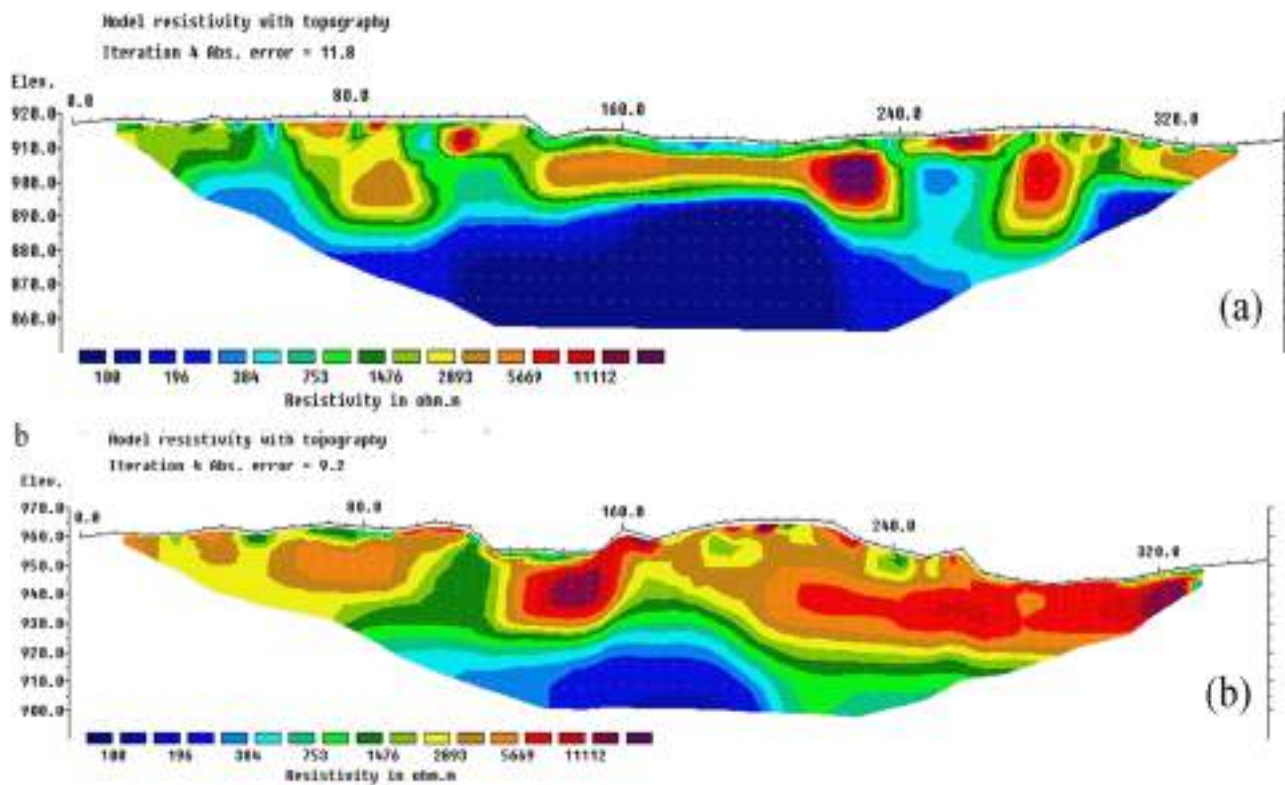 Model resistivity with topography
Iteration 4 Abs. error = 11.8
Elev.
0.0 80.0 160.0 240.0 320.0
920.0
910.0
900.0
890.0
880.0
870.0
860.0
(a)
100 196 384 753 1476 2893 5669 11112
Resistivity in ohm.m
b
Model resistivity with topography
Iteration 4 Abs. error = 9.2
Elev.
0.0 80.0 160.0 240.0 320.0
970.0
960.0
950.0
940.0
930.0
920.0
910.0
900.0
(b)
100 196 384 753 1476 2893 5669 11112
Resistivity in ohm.m